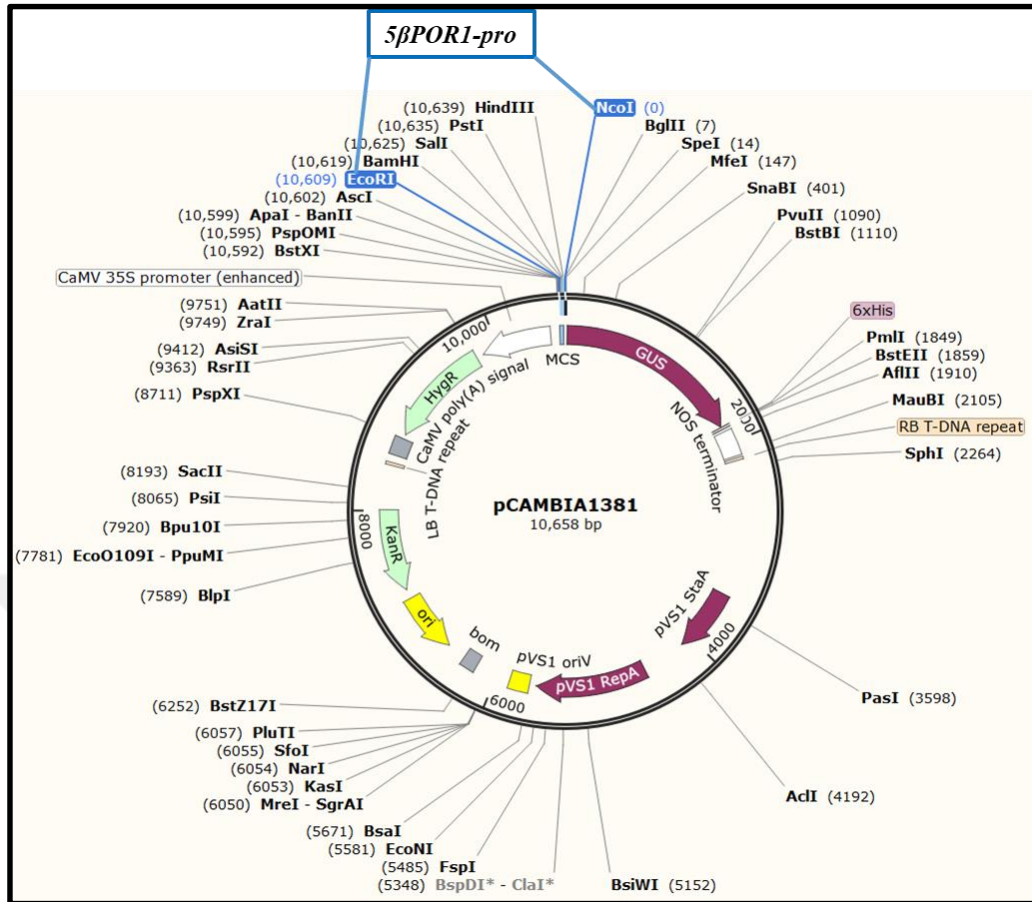 5βPOR1-pro
(10,639) HindIII
(10,635) PstI
(10,625) SalI
(10,619) BamHI
(10,609) EcoRI
(10,602) AscI
(10,599) ApaI - BanII
(10,595) PspOMI
(10,592) BstXI
CaMV 35S promoter (enhanced)
(9751) AatII
(9749) ZraI
(9412) AsiSI
(9363) RsrII
(8711) PspXI
(8193) SacII
(8065) PsiI
(7920) Bpu10I
(7781) EcoO109I - PpuMI
(7589) BlpI
(6252) BstZ17I
(6057) PluTI
(6055) SfoI
(6054) NarI
(6053) KasI
(6050) MreI - SgrAI
(5671) BsaI
(5581) EcoNI
(5485) FspI
(5348) BspDI* - ClaI*
NcoI (0)
BglII (7)
SpeI (14)
MfeI (147)
SnaBI (401)
PvuII (1090)
BstBI (1110)
6xHis
PmlI (1849)
BstEII (1859)
AflII (1910)
MauBI (2105)
RB T-DNA repeat
SphI (2264)
PasI (3598)
AclI (4192)
BsiWI (5152)
10,000
2000
4000
6000
8000
MCS
GUS
NOS terminator
pVS1 StaA
pVS1 RepA
pVS1 oriV
bom
ori
KanR
LB T-DNA repeat
CaMV poly(A) signal
HygR
pCAMBIA1381
10,658 bp